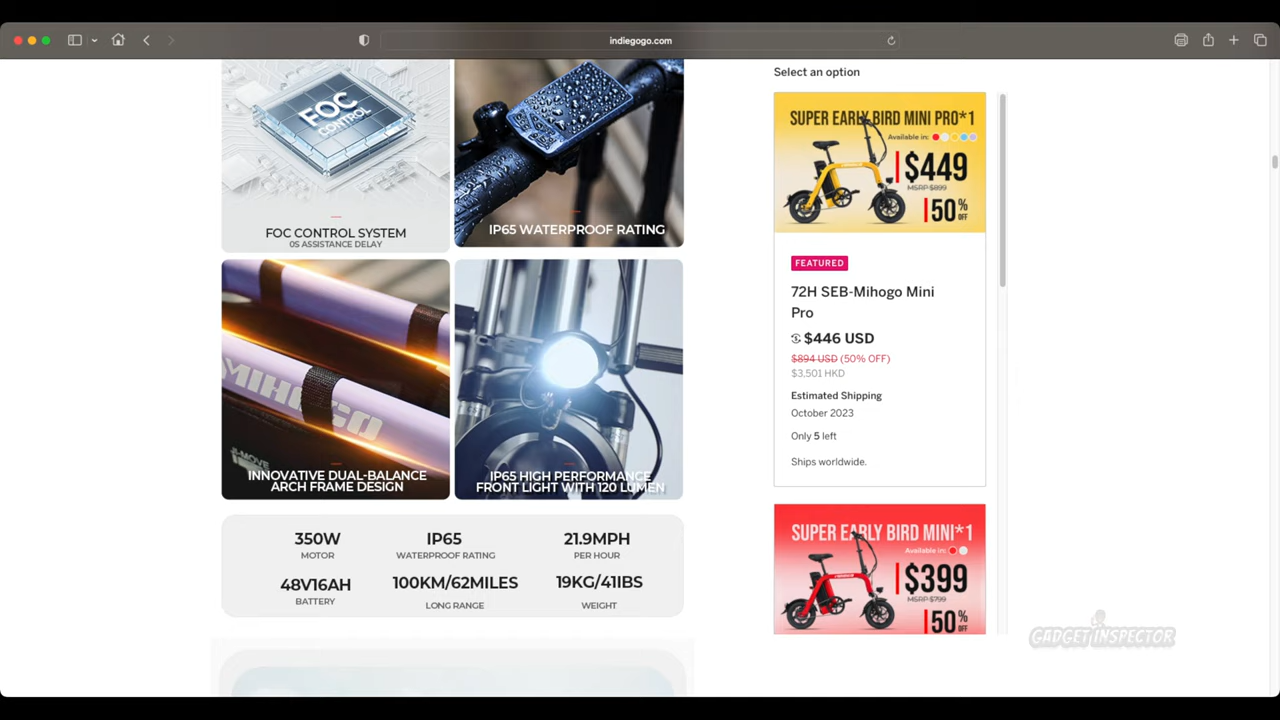 indiegogo.com
FOC
CONTROL
FOC CONTROL SYSTEM
0S ASSISTANCE DELAY
IP65 WATERPROOF RATING
MIHOGO
INNOVATIVE DUAL-BALANCE
ARCH FRAME DESIGN
IP65 HIGH PERFORMANCE
FRONT LIGHT WITH 120 LUMEN
350W
MOTOR
IP65
WATERPROOF RATING
21.9MPH
PER HOUR
48V16AH
BATTERY
100KM/62MILES
LONG RANGE
19KG/41IBS
WEIGHT
Select an option
SUPER EARLY BIRD MINI PRO*1
Available in:
$449
MSRP $899
50% OFF
FEATURED
72H SEB-Mihogo Mini
Pro
$446 USD
$894 USD (50% OFF)
$3,501 HKD
Estimated Shipping
October 2023
Only 5 left
Ships worldwide.
SUPER EARLY BIRD MINI*1
Available in:
$399
MSRP $799
50% OFF
GADGET INSPECTOR